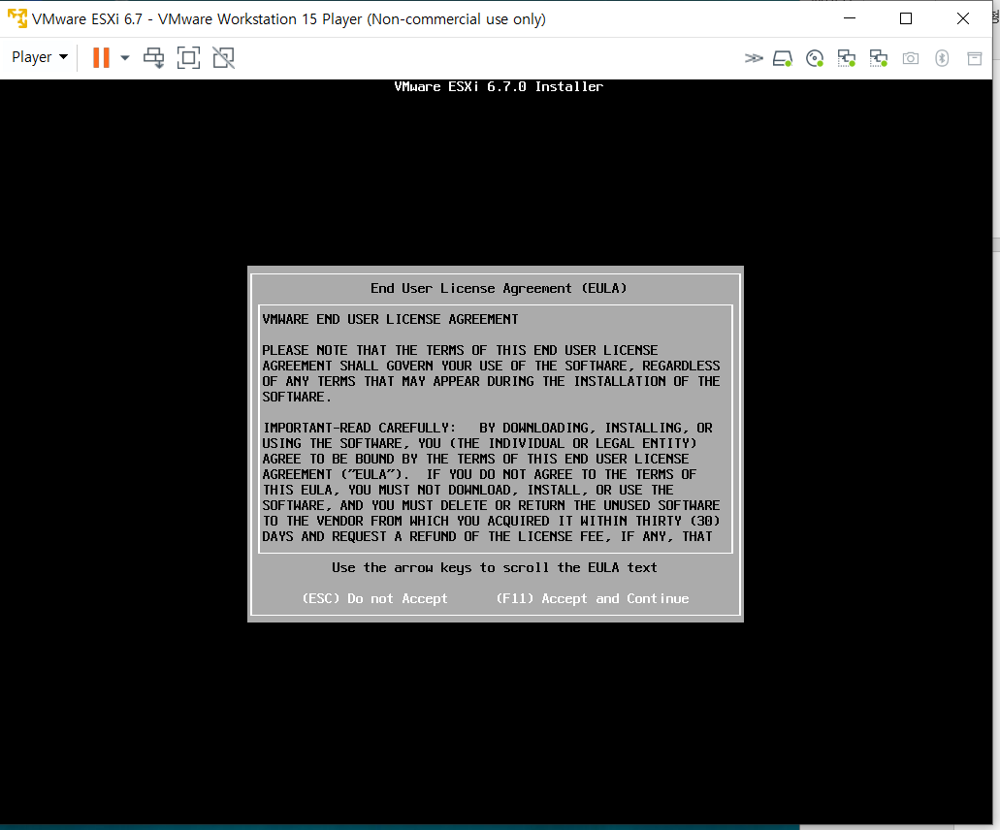 VMware ESXi 6.7 - VMware Workstation 15 Player (Non-commercial use only)
Player
VMware ESXi 6.7.0 Installer
End User License Agreement (EULA)
VMWARE END USER LICENSE AGREEMENT
PLEASE NOTE THAT THE TERMS OF THIS END USER LICENSE
AGREEMENT SHALL GOVERN YOUR USE OF THE SOFTWARE, REGARDLESS
OF ANY TERMS THAT MAY APPEAR DURING THE INSTALLATION OF THE
SOFTWARE.
IMPORTANT-READ CAREFULLY:   BY DOWNLOADING, INSTALLING, OR
USING THE SOFTWARE, YOU (THE INDIVIDUAL OR LEGAL ENTITY)
AGREE TO BE BOUND BY THE TERMS OF THIS END USER LICENSE
AGREEMENT ("EULA").  IF YOU DO NOT AGREE TO THE TERMS OF
THIS EULA, YOU MUST NOT DOWNLOAD, INSTALL, OR USE THE
SOFTWARE, AND YOU MUST DELETE OR RETURN THE UNUSED SOFTWARE
TO THE VENDOR FROM WHICH YOU ACQUIRED IT WITHIN THIRTY (30)
DAYS AND REQUEST A REFUND OF THE LICENSE FEE, IF ANY, THAT
Use the arrow keys to scroll the EULA text
(ESC) Do not Accept      (F11) Accept and Continue